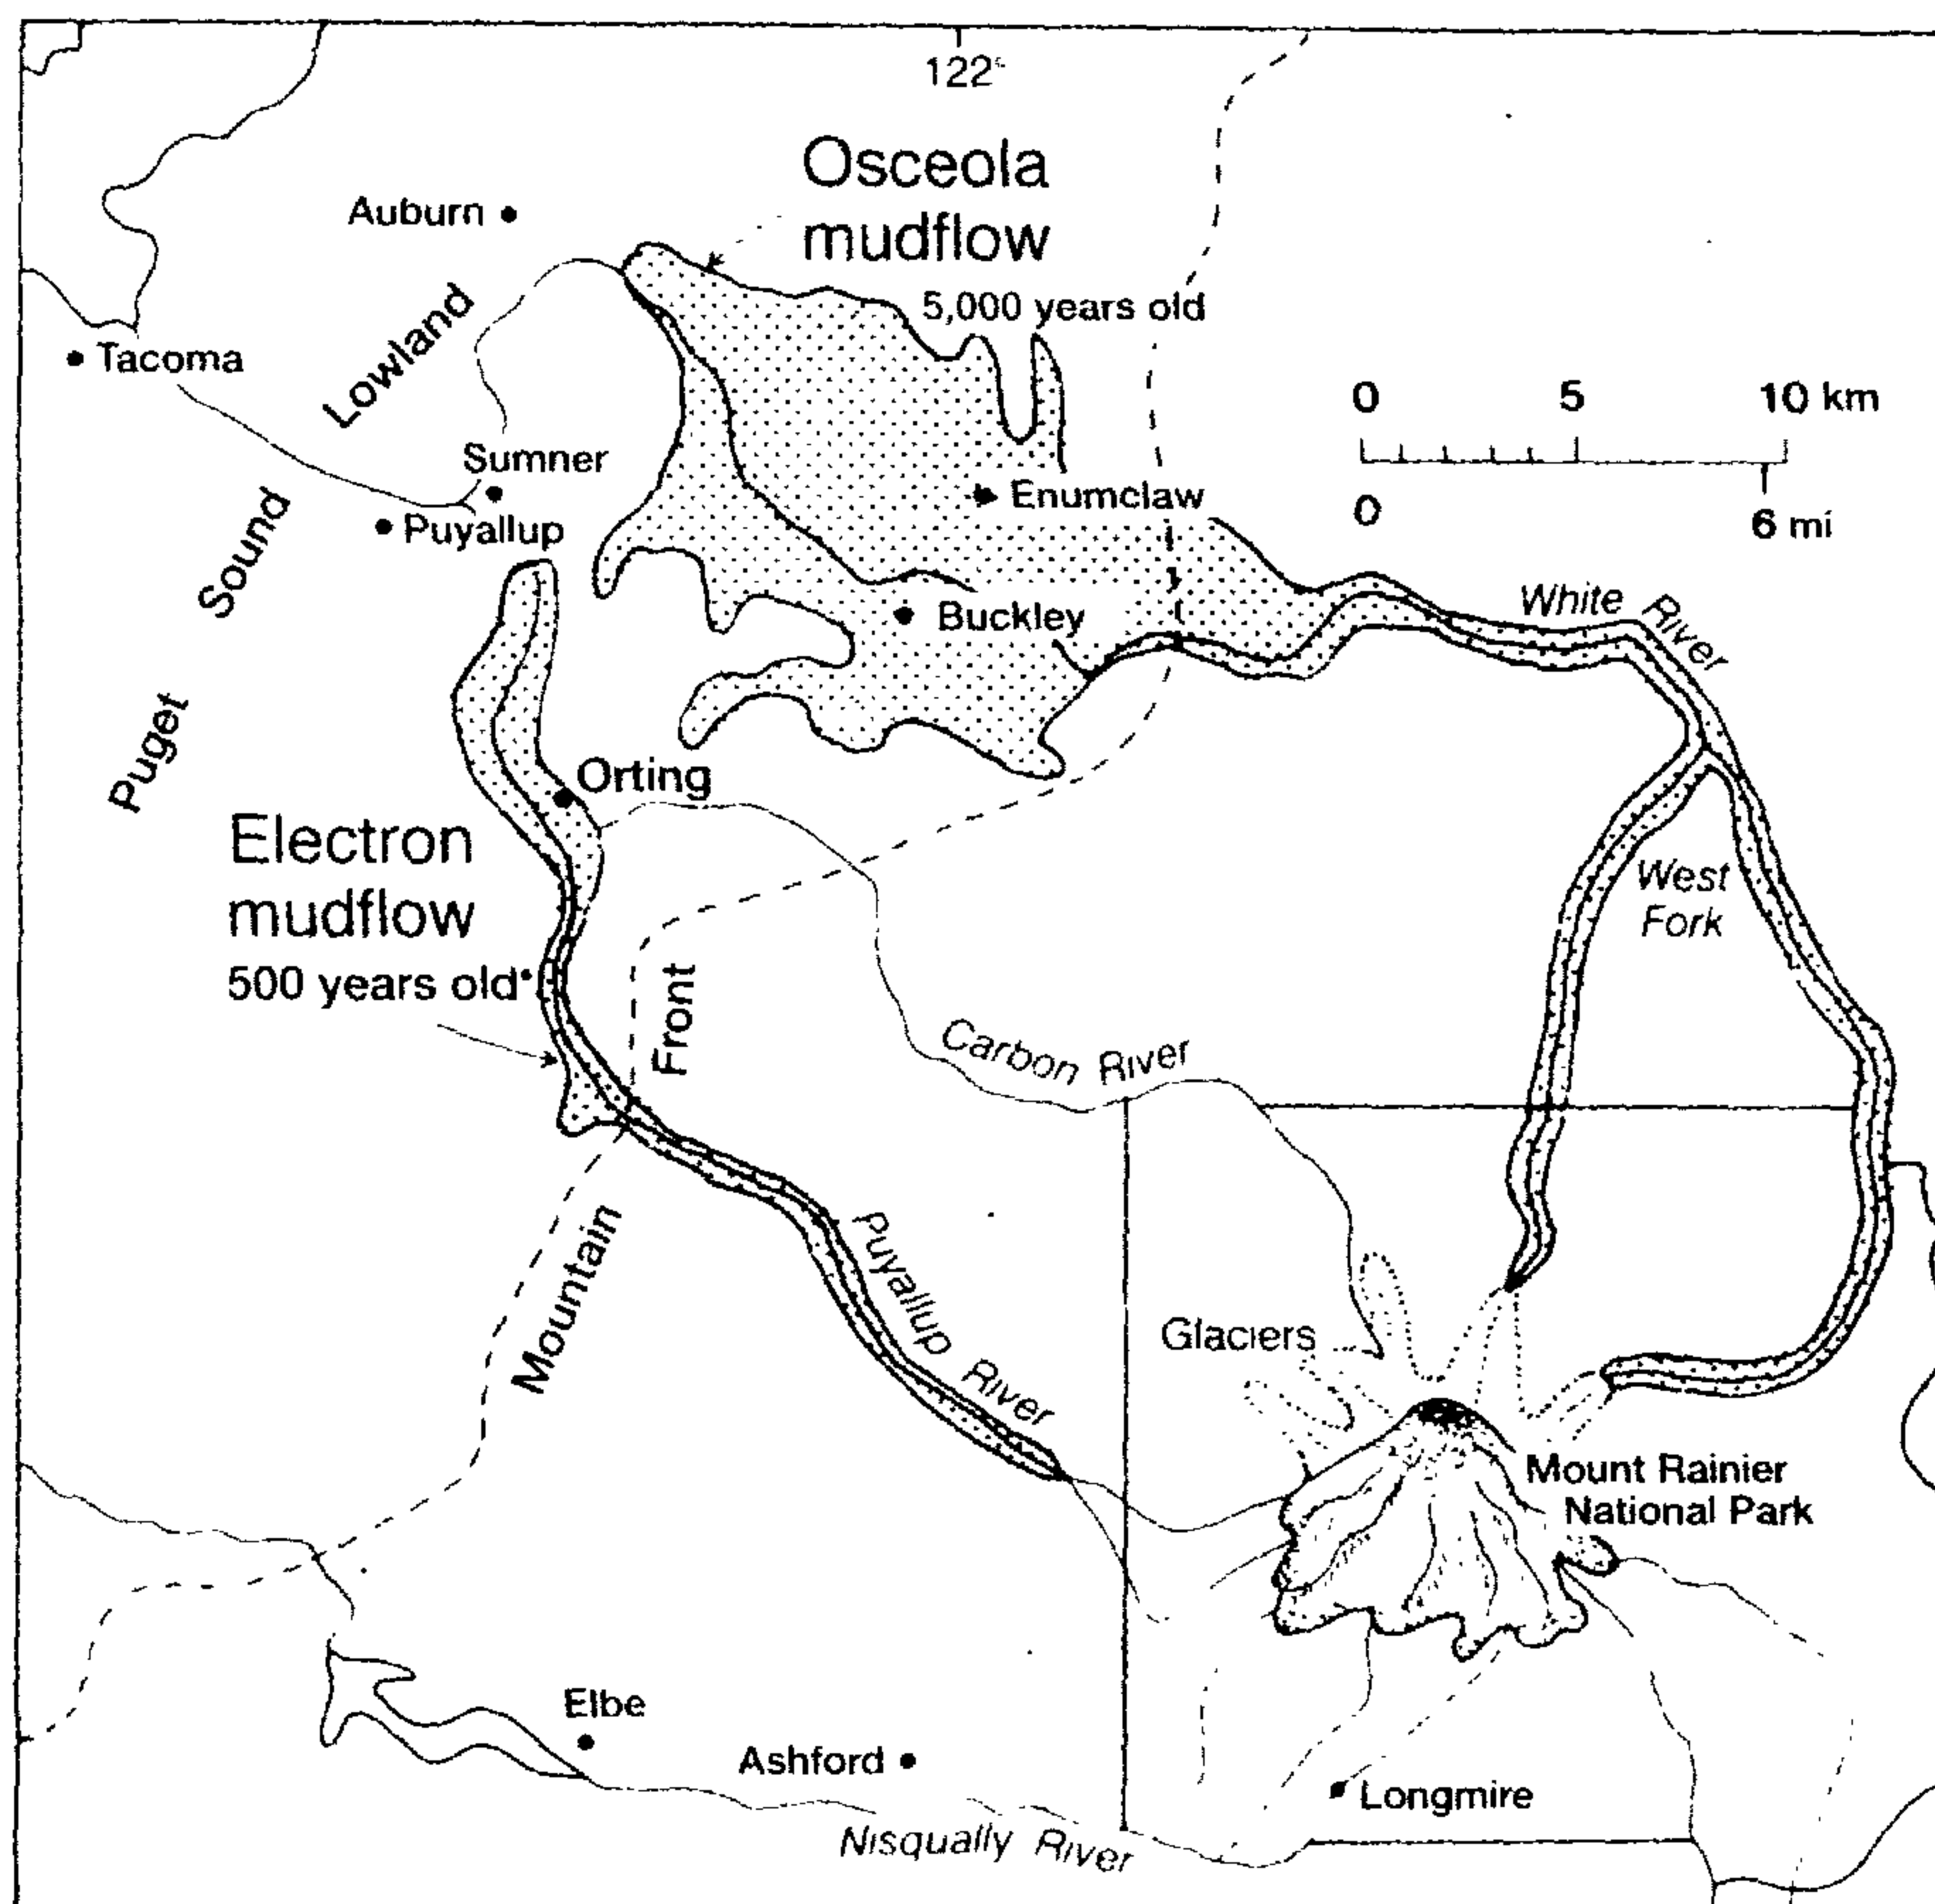 122°
Osceola
mudflow
5,000 years old
Auburn
Tacoma
Lowland
Sumner
Puyallup
Sound
Puget
0 5 10 km
0 6 mi
Enumclaw
Buckley
White River
Orting
Electron
mudflow
500 years old
West
Fork
Front
Carbon River
Mountain
Puyallup River
Glaciers
Mount Rainier
National Park
Elbe
Ashford
Longmire
Nisqually River